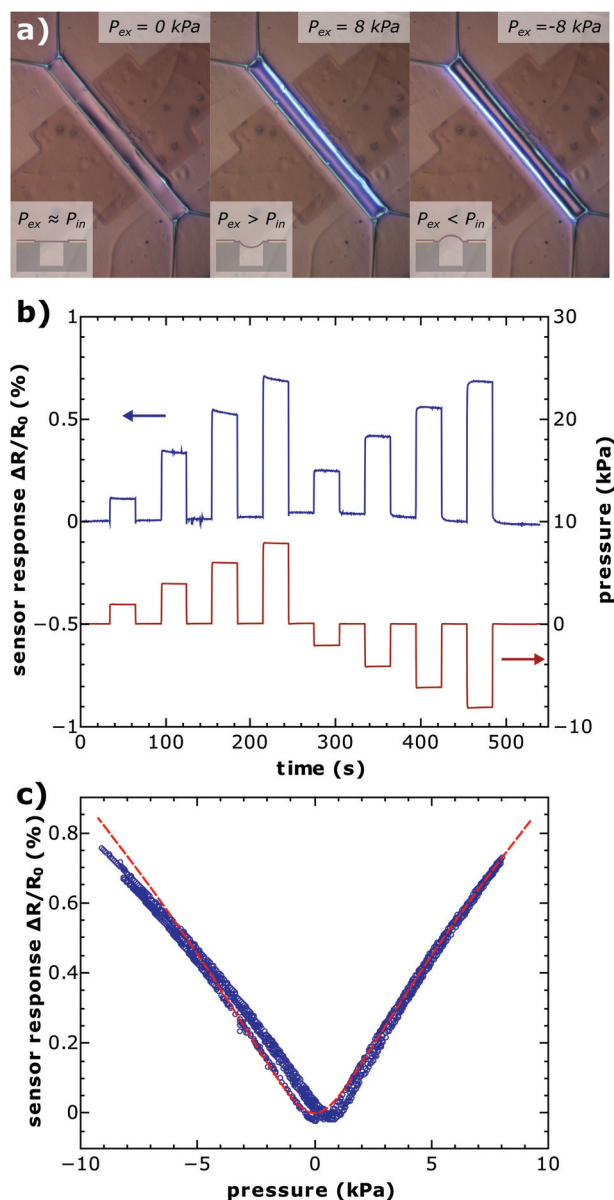 a)
P_ex = 0 kPa
P_ex = 8 kPa
P_ex =-8 kPa
P_ex ≈ P_in
P_ex > P_in
P_ex < P_in
b)
sensor response ΔR/R₀ (%)
1
0.5
0
−0.5
−1
pressure (kPa)
30
20
10
0
−10
0
100
200
300
400
500
time (s)
c)
sensor response ΔR/R₀ (%)
0.8
0.6
0.4
0.2
0
−10
−5
0
5
10
pressure (kPa)